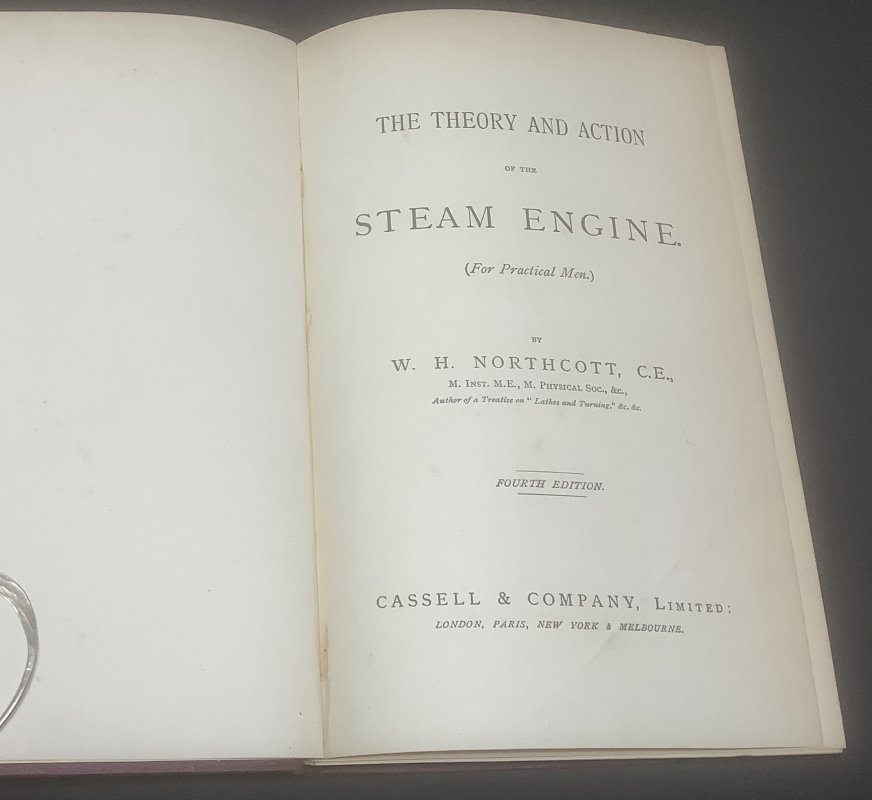 THE THEORY AND ACTION
OF THE
STEAM ENGINE.
(For Practical Men.)
BY
W. H. NORTHCOTT, C.E.,
M. INST. M.E., M. PHYSICAL SOC., &c.,
Author of a Treatise on "Lathes and Turning," &c. &c.
FOURTH EDITION.
CASSELL & COMPANY, LIMITED:
LONDON, PARIS, NEW YORK & MELBOURNE.